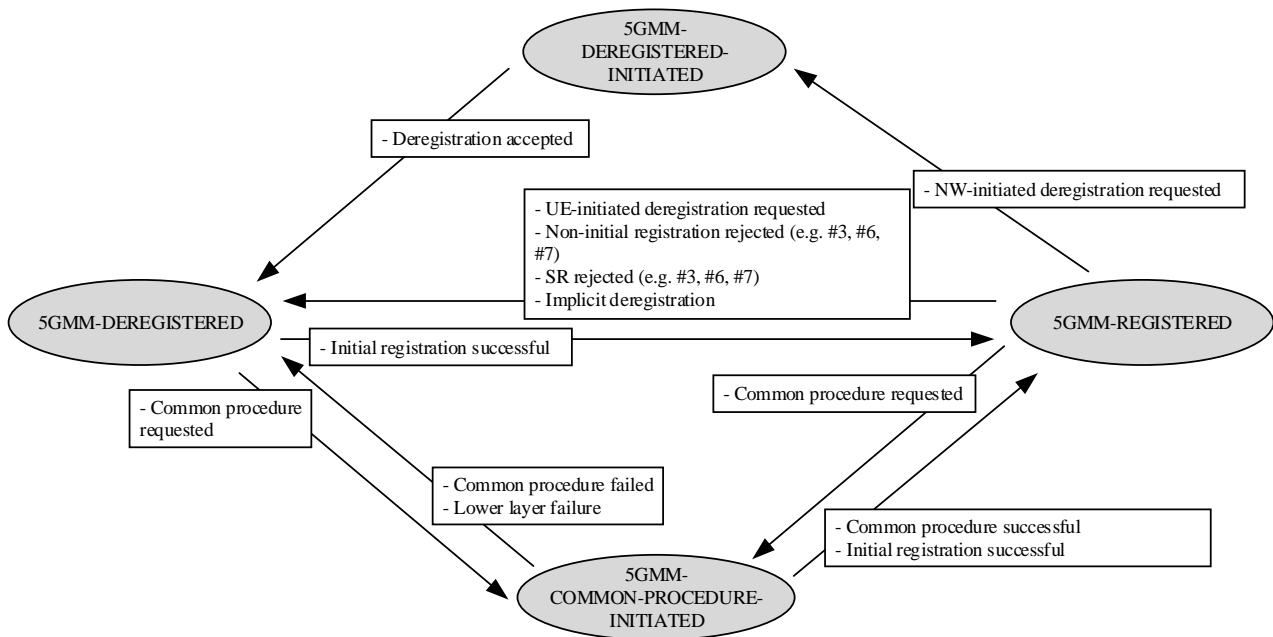 5GMM-
DEREGISTERED-
INITIATED
- Deregistration accepted
- NW-initiated deregistration requested
- UE-initiated deregistration requested
- Non-initial registration rejected (e.g. #3, #6,
#7)
- SR rejected (e.g. #3, #6, #7)
- Implicit deregistration
5GMM-DEREGISTERED
5GMM-REGISTERED
- Initial registration successful
- Common procedure requested
- Common procedure
requested
- Common procedure failed
- Lower layer failure
- Common procedure successful
- Initial registration successful
5GMM-
COMMON-PROCEDURE-
INITIATED